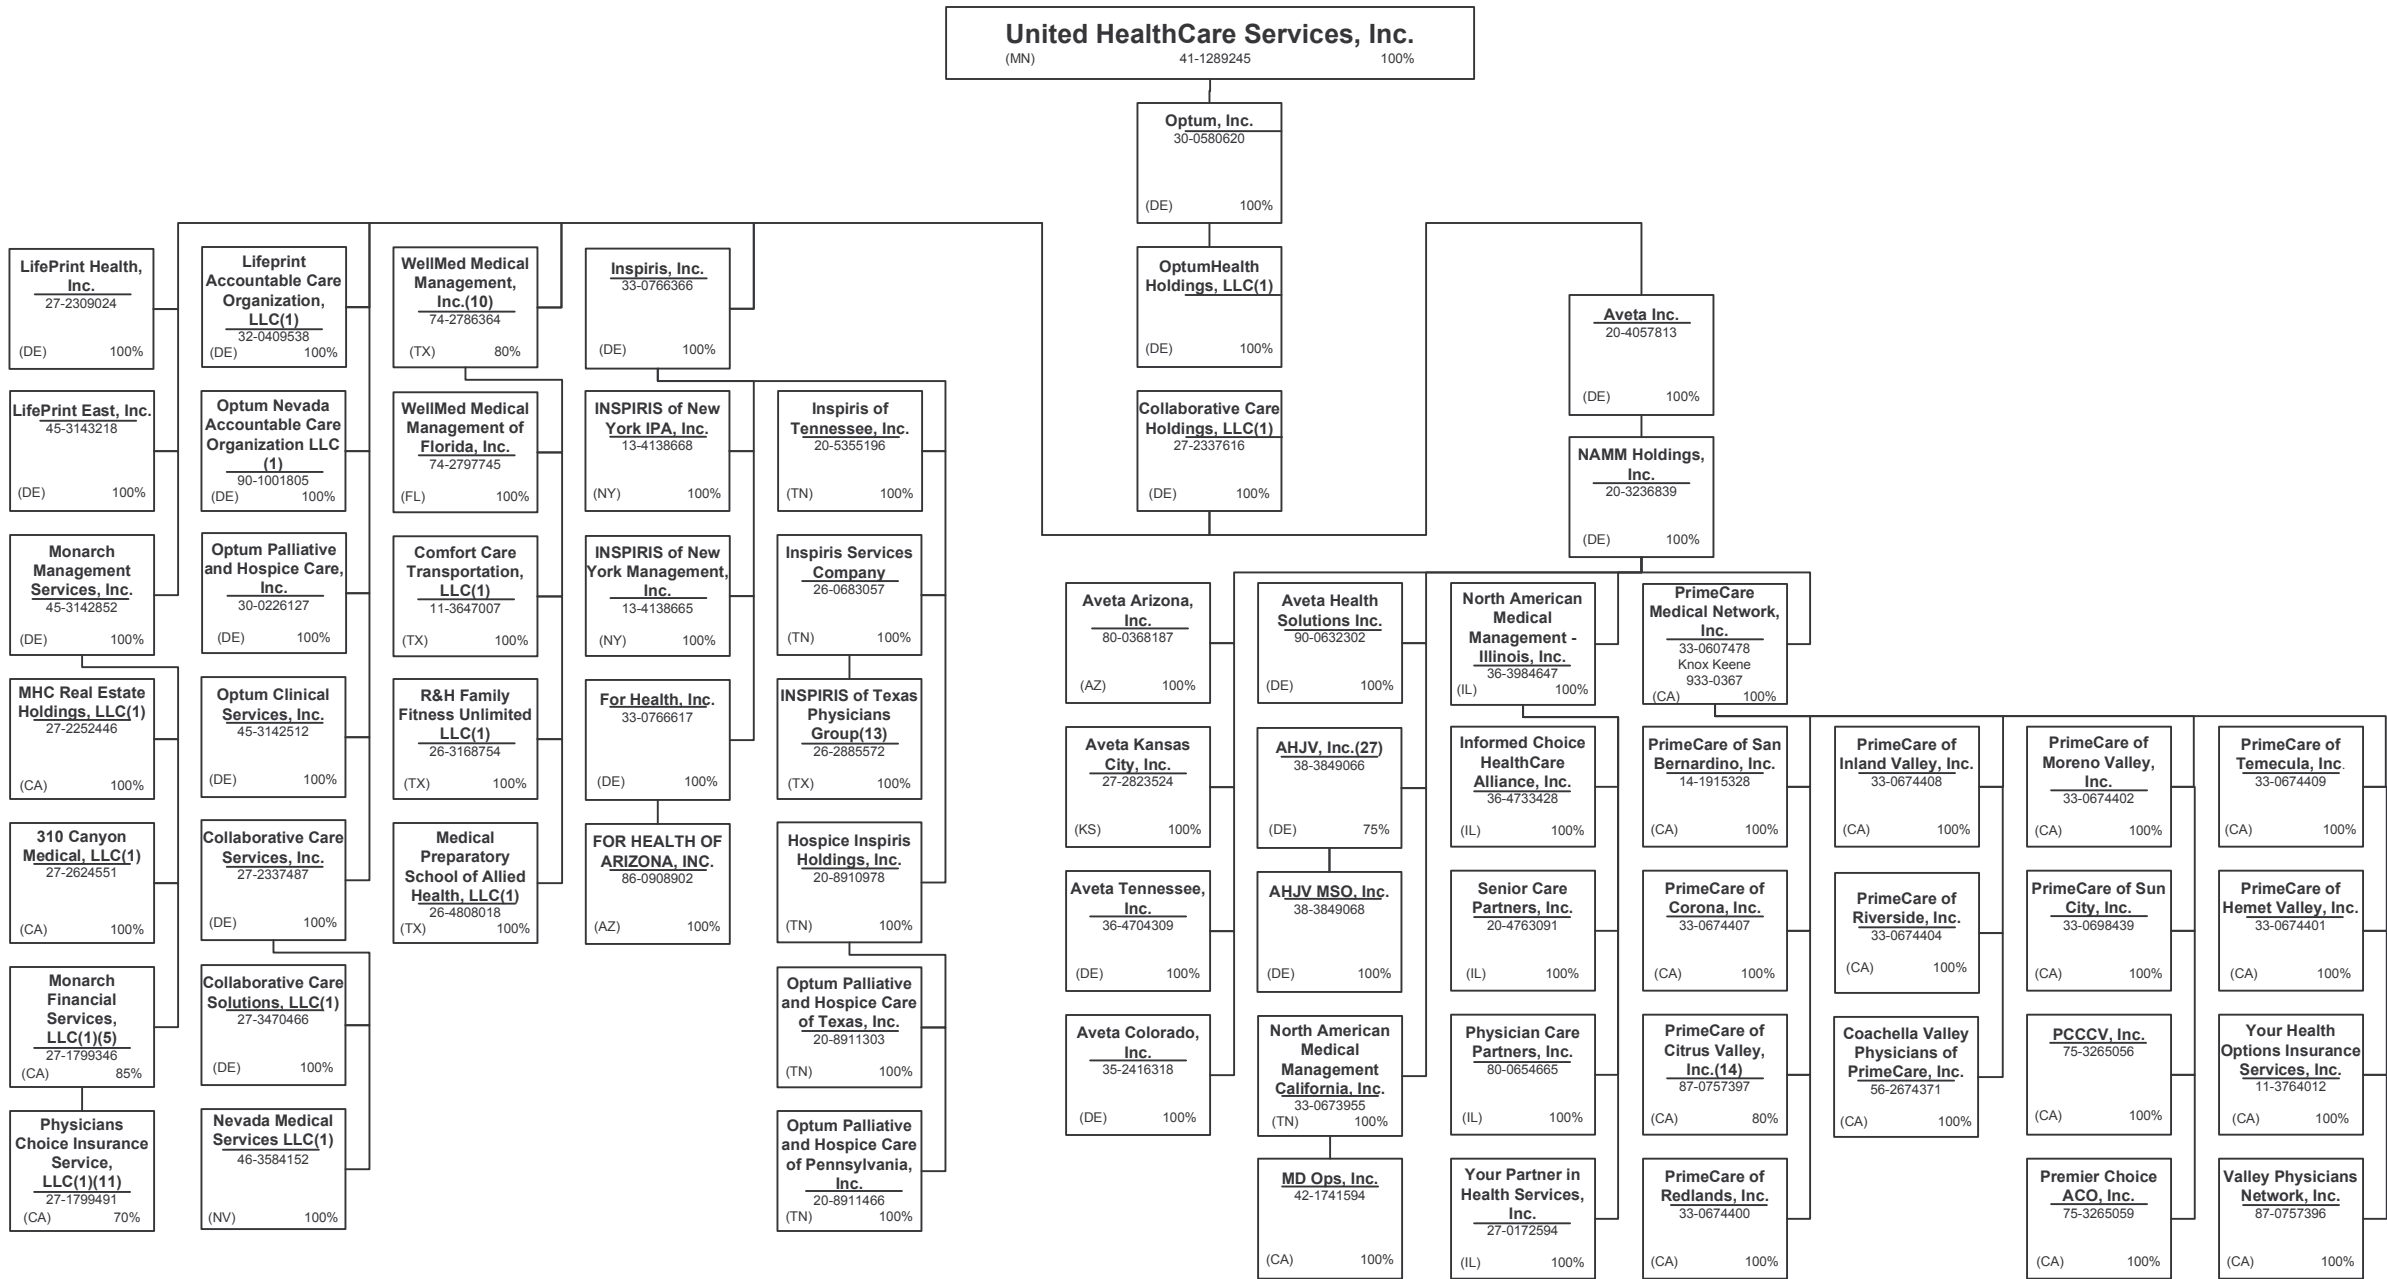 United HealthCare Services, Inc.
(MN) 41-1289245 100%
Optum, Inc.
30-0580620
(DE) 100%
OptumHealth
Holdings, LLC(1)
(DE) 100%
Collaborative Care
Holdings, LLC(1)
27-2337616
(DE) 100%
LifePrint Health,
Inc.
27-2309024
(DE) 100%
LifePrint East, Inc.
45-3143218
(DE) 100%
Monarch
Management
Services, Inc.
45-3142852
(DE) 100%
MHC Real Estate
Holdings, LLC(1)
27-2252446
(CA) 100%
310 Canyon
Medical, LLC(1)
27-2624551
(CA) 100%
Monarch
Financial
Services,
LLC(1)(5)
27-1799346
(CA) 85%
Physicians
Choice Insurance
Service,
LLC(1)(11)
27-1799491
(CA) 70%
Lifeprint
Accountable Care
Organization,
LLC(1)
32-0409538
(DE) 100%
Optum Nevada
Accountable Care
Organization LLC
(1)
90-1001805
(DE) 100%
Optum Palliative
and Hospice Care,
Inc.
30-0226127
(DE) 100%
Optum Clinical
Services, Inc.
45-3142512
(DE) 100%
Collaborative Care
Services, Inc.
27-2337487
(DE) 100%
Collaborative Care
Solutions, LLC(1)
27-3470466
(DE) 100%
Nevada Medical
Services LLC(1)
46-3584152
(NV) 100%
WellMed Medical
Management,
Inc.(10)
74-2786364
(TX) 80%
WellMed Medical
Management of
Florida, Inc.
74-2797745
(FL) 100%
Comfort Care
Transportation,
LLC(1)
11-3647007
(TX) 100%
R&H Family
Fitness Unlimited
LLC(1)
26-3168754
(TX) 100%
Medical
Preparatory
School of Allied
Health, LLC(1)
26-4808018
(TX) 100%
Inspiris, Inc.
33-0766366
(DE) 100%
INSPIRIS of New
York IPA, Inc.
13-4138668
(NY) 100%
INSPIRIS of New
York Management,
Inc.
13-4138665
(NY) 100%
For Health, Inc.
33-0766617
(DE) 100%
FOR HEALTH OF
ARIZONA, INC.
86-0908902
(AZ) 100%
Inspiris of
Tennessee, Inc.
20-5355196
(TN) 100%
Inspiris Services
Company
26-0683057
(TN) 100%
INSPIRIS of Texas
Physicians
Group(13)
26-2885572
(TX) 100%
Hospice Inspiris
Holdings, Inc.
20-8910978
(TN) 100%
Optum Palliative
and Hospice Care
of Texas, Inc.
20-8911303
(TN) 100%
Optum Palliative
and Hospice Care
of Pennsylvania,
Inc.
20-8911466
(TN) 100%
Aveta Inc.
20-4057813
(DE) 100%
NAMM Holdings,
Inc.
20-3236839
(DE) 100%
Aveta Arizona,
Inc.
80-0368187
(AZ) 100%
Aveta Kansas
City, Inc.
27-2823524
(KS) 100%
Aveta Tennessee,
Inc.
36-4704309
(DE) 100%
Aveta Colorado,
Inc.
35-2416318
(DE) 100%
Aveta Health
Solutions Inc.
90-0632302
(DE) 100%
AHJV, Inc.(27)
38-3849066
(DE) 75%
AHJV MSO, Inc.
38-3849068
(DE) 100%
North American
Medical
Management
California, Inc.
33-0673955
(TN) 100%
MD Ops, Inc.
42-1741594
(CA) 100%
North American
Medical
Management -
Illinois, Inc.
36-3984647
(IL) 100%
Informed Choice
HealthCare
Alliance, Inc.
36-4733428
(IL) 100%
Senior Care
Partners, Inc.
20-4763091
(IL) 100%
Physician Care
Partners, Inc.
80-0654665
(IL) 100%
Your Partner in
Health Services,
Inc.
27-0172594
(IL) 100%
PrimeCare
Medical Network,
Inc.
33-0607478
Knox Keene
933-0367
(CA) 100%
PrimeCare of San
Bernardino, Inc.
14-1915328
(CA) 100%
PrimeCare of
Corona, Inc.
33-0674407
(CA) 100%
PrimeCare of
Citrus Valley,
Inc.(14)
87-0757397
(CA) 80%
PrimeCare of
Redlands, Inc.
33-0674400
(CA) 100%
PrimeCare of
Inland Valley, Inc.
33-0674408
(CA) 100%
PrimeCare of
Riverside, Inc.
33-0674404
(CA) 100%
Coachella Valley
Physicians of
PrimeCare, Inc.
56-2674371
(CA) 100%
PrimeCare of
Moreno Valley,
Inc.
33-0674402
(CA) 100%
PrimeCare of Sun
City, Inc.
33-0698439
(CA) 100%
PCCCV, Inc.
75-3265056
(CA) 100%
Premier Choice
ACO, Inc.
75-3265059
(CA) 100%
PrimeCare of
Temecula, Inc.
33-0674409
(CA) 100%
PrimeCare of
Hemet Valley, Inc.
33-0674401
(CA) 100%
Your Health
Options Insurance
Services, Inc.
11-3764012
(CA) 100%
Valley Physicians
Network, Inc.
87-0757396
(CA) 100%